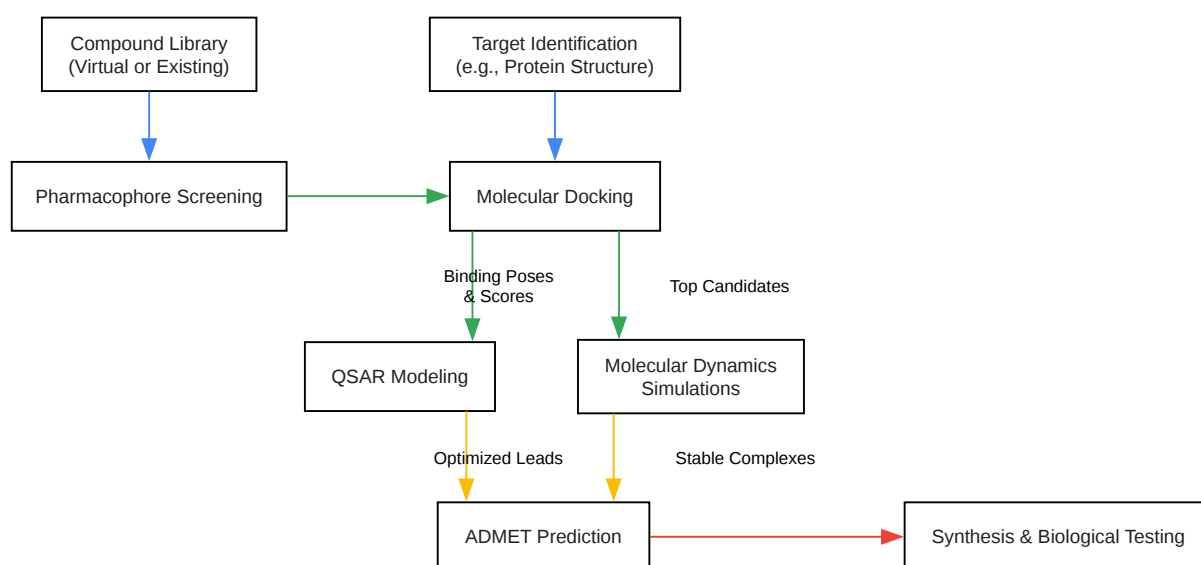 Compound Library
(Virtual or Existing)
Target Identification
(e.g., Protein Structure)
Pharmacophore Screening
Molecular Docking
Binding Poses
& Scores
Top Candidates
QSAR Modeling
Molecular Dynamics
Simulations
Optimized Leads
Stable Complexes
ADMET Prediction
Synthesis & Biological Testing